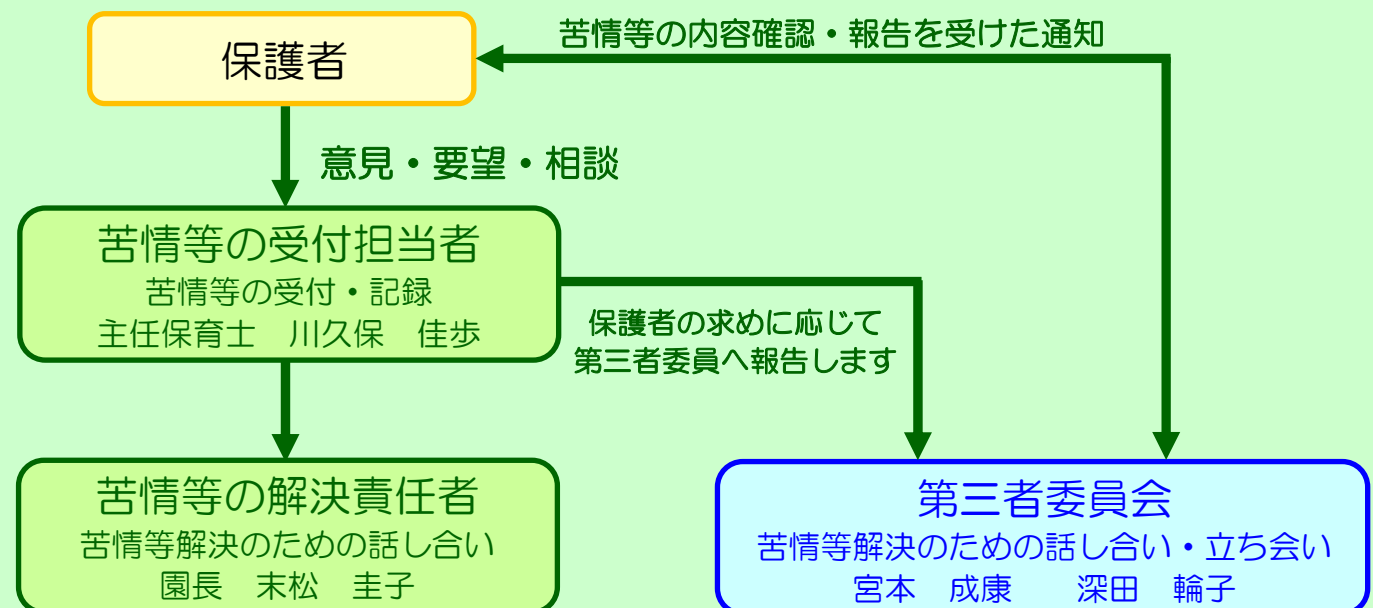 保護者
苦情等の内容確認・報告を受けた通知
意見・要望・相談
苦情等の受付担当者
苦情等の受付・記録
主任保育士　川久保　佳歩
保護者の求めに応じて
第三者委員へ報告します
苦情等の解決責任者
苦情等解決のための話し合い
園長　末松　圭子
第三者委員会
苦情等解決のための話し合い・立ち会い
宮本　成康　　深田　輪子